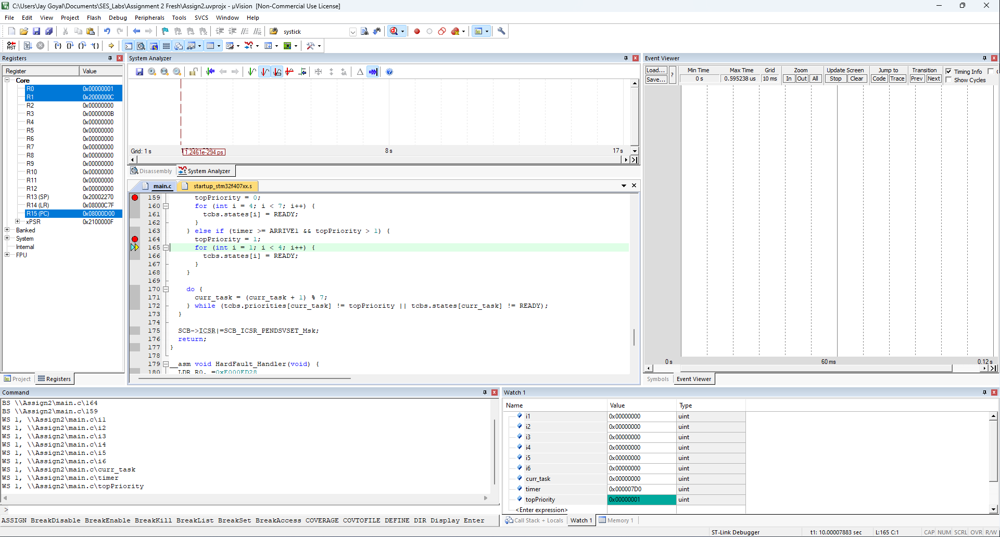 C:\Users\Jay Goyal\Documents\SES_Labs\Assignment 2 Fresh\Assign2.uvprojx - µVision  [Non-Commercial Use License]
File Edit View Project Flash Debug Peripherals Tools SVCS Window Help
systick
Registers
Register Value
Core
R0 0x00000001
R1 0x2000000C
R2 0x00000000
R3 0x0000000B
R4 0x00000000
R5 0x00000000
R6 0x00000000
R7 0x00000000
R8 0x00000000
R9 0x00000000
R10 0x00000000
R11 0x00000000
R12 0x00000000
R13 (SP) 0x20002270
R14 (LR) 0x08000C7F
R15 (PC) 0x08000D00
xPSR 0x2100000F
Banked
System
Internal
FPU
Project Registers
System Analyzer
Grid: 1 s 1.2461e-294 ps 8 s 17 s
Disassembly System Analyzer
main.c startup_stm32f407xx.s
159 topPriority = 0;
160 for (int i = 4; i < 7; i++) {
161 tcbs.states[i] = READY;
162 }
163 } else if (timer >= ARRIVE1 && topPriority > 1) {
164 topPriority = 1;
165 for (int i = 1; i < 4; i++) {
166 tcbs.states[i] = READY;
167 }
168 }
169
170 do {
171 curr_task = (curr_task + 1) % 7;
172 } while (tcbs.priorities[curr_task] != topPriority || tcbs.states[curr_task] != READY);
173 }
174
175 SCB->ICSR|=SCB_ICSR_PENDSVSET_Msk;
176 return;
177 }
178
179 __asm void HardFault_Handler(void) {
180 LDR R0, =0xE000ED28
Event Viewer
Load... Min Time Max Time Grid Zoom Update Screen Jump to Transition Timing Info
Save... ? 0 s 0.595238 us 10 ms In Out All Stop Clear Code Trace Prev Next Show Cycles
0 s 60 ms 0.12 s
Symbols Event Viewer
Command
BS \\Assign2\main.c\164
BS \\Assign2\main.c\159
WS 1, \\Assign2\main.c\i1
WS 1, \\Assign2\main.c\i2
WS 1, \\Assign2\main.c\i3
WS 1, \\Assign2\main.c\i4
WS 1, \\Assign2\main.c\i5
WS 1, \\Assign2\main.c\i6
WS 1, \\Assign2\main.c\curr_task
WS 1, \\Assign2\main.c\timer
WS 1, \\Assign2\main.c\topPriority
>
ASSIGN BreakDisable BreakEnable BreakKill BreakList BreakSet BreakAccess COVERAGE COVTOFILE DEFINE DIR Display Enter
Watch 1
Name Value Type
i1 0x00000000 uint
i2 0x00000000 uint
i3 0x00000000 uint
i4 0x00000000 uint
i5 0x00000000 uint
i6 0x00000000 uint
curr_task 0x00000000 uint
timer 0x000007D0 uint
topPriority 0x00000001 uint
<Enter expression>
Call Stack + Locals Watch 1 Memory 1
ST-Link Debugger t1: 10.00007883 sec L:165 C:1 CAP NUM SCRL OVR R/W